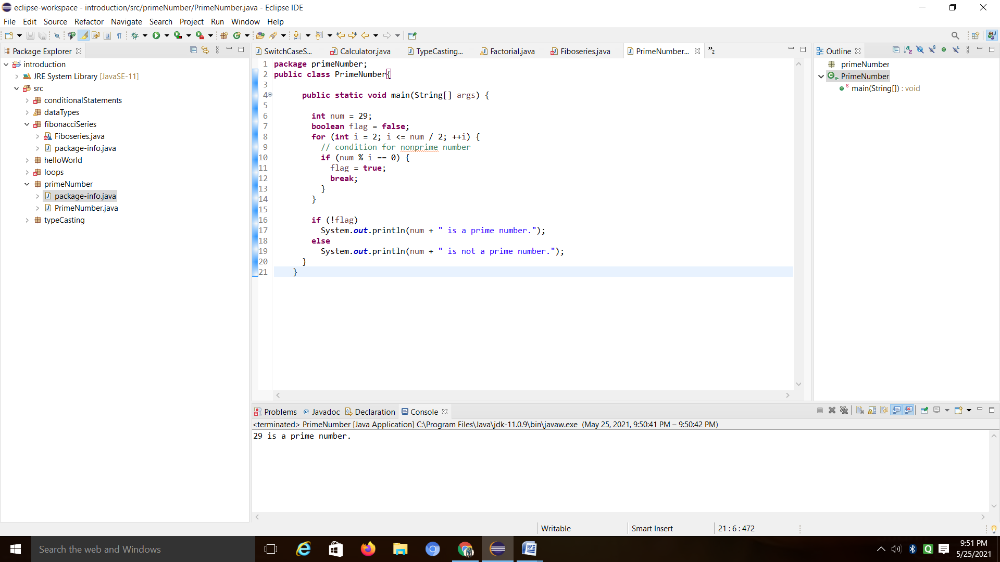 eclipse-workspace - introduction/src/primeNumber/PrimeNumber.java - Eclipse IDE
File Edit Source Refactor Navigate Search Project Run Window Help
Package Explorer
introduction
JRE System Library [JavaSE-11]
src
conditionalStatements
dataTypes
fibonacciSeries
Fiboseries.java
package-info.java
helloWorld
loops
primeNumber
package-info.java
PrimeNumber.java
typeCasting
SwitchCaseS... Calculator.java TypeCasting... Factorial.java Fiboseries.java PrimeNumber... »2
1 package primeNumber;
2 public class PrimeNumber{
3
4 public static void main(String[] args) {
5
6 int num = 29;
7 boolean flag = false;
8 for (int i = 2; i <= num / 2; ++i) {
9 // condition for nonprime number
10 if (num % i == 0) {
11 flag = true;
12 break;
13 }
14 }
15
16 if (!flag)
17 System.out.println(num + " is a prime number.");
18 else
19 System.out.println(num + " is not a prime number.");
20 }
21 }
Outline
primeNumber
PrimeNumber
main(String[]) : void
Problems @ Javadoc Declaration Console
<terminated> PrimeNumber [Java Application] C:\Program Files\Java\jdk-11.0.9\bin\javaw.exe (May 25, 2021, 9:50:41 PM – 9:50:42 PM)
29 is a prime number.
Writable Smart Insert 21 : 6 : 472
Search the web and Windows
9:51 PM
5/25/2021